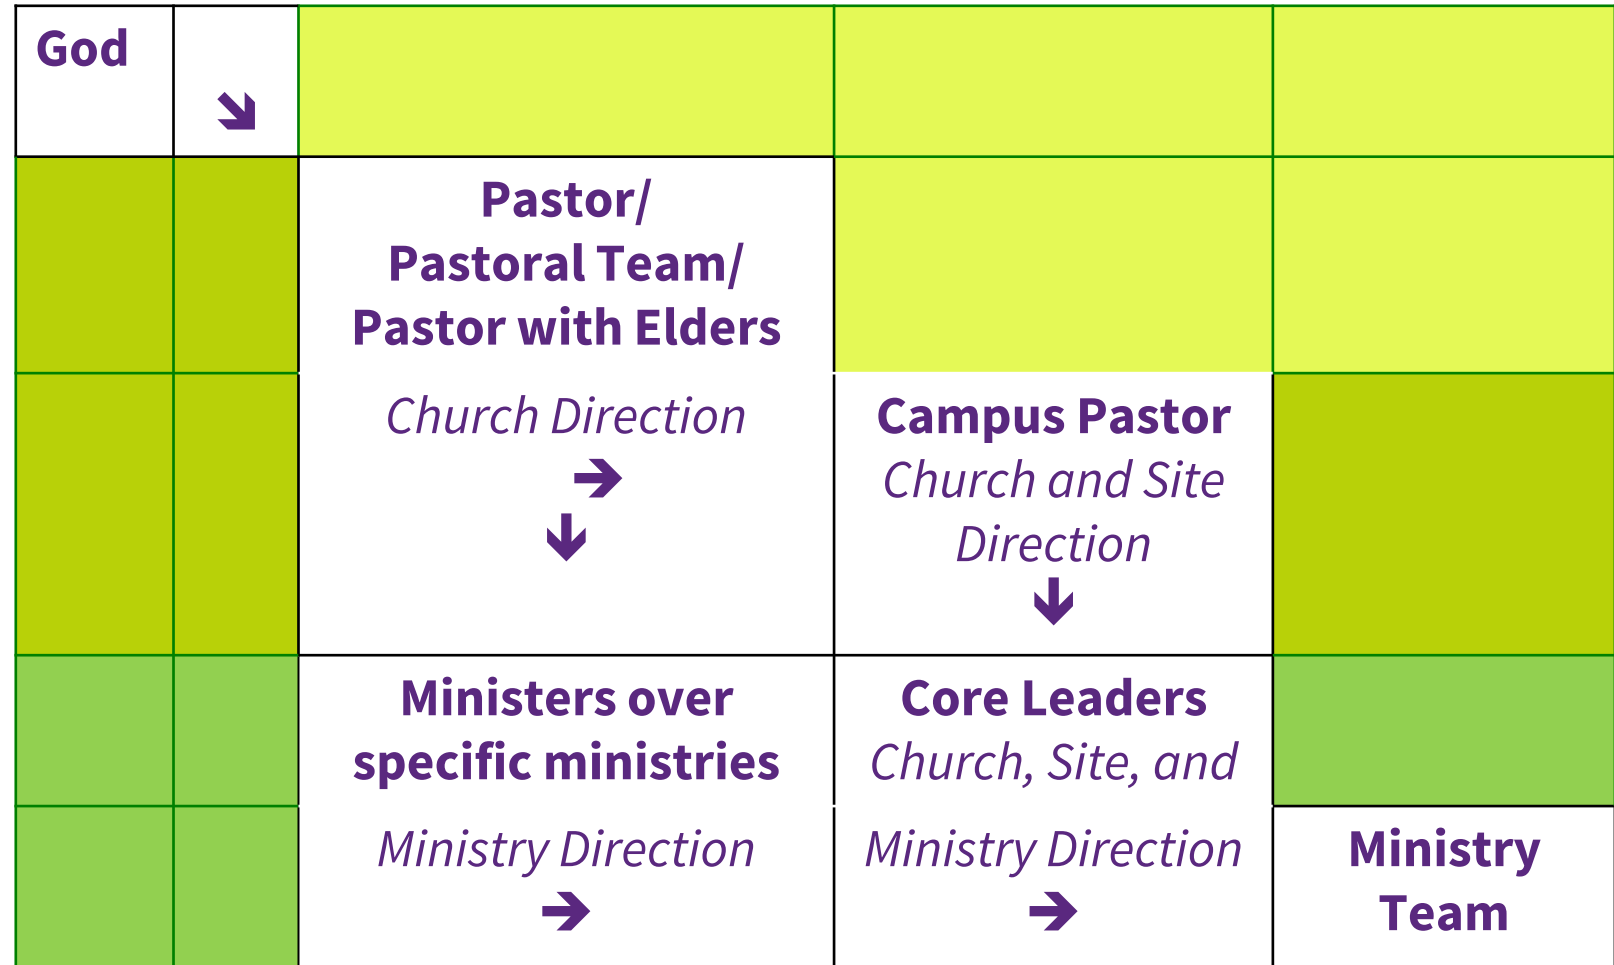 God
➔
Pastor/
Pastoral Team/
Pastor with Elders
Church Direction
➔
➔
Campus Pastor
Church and Site
Direction
➔
Ministers over
specific ministries
Ministry Direction
➔
Core Leaders
Church, Site, and
Ministry Direction
➔
Ministry
Team